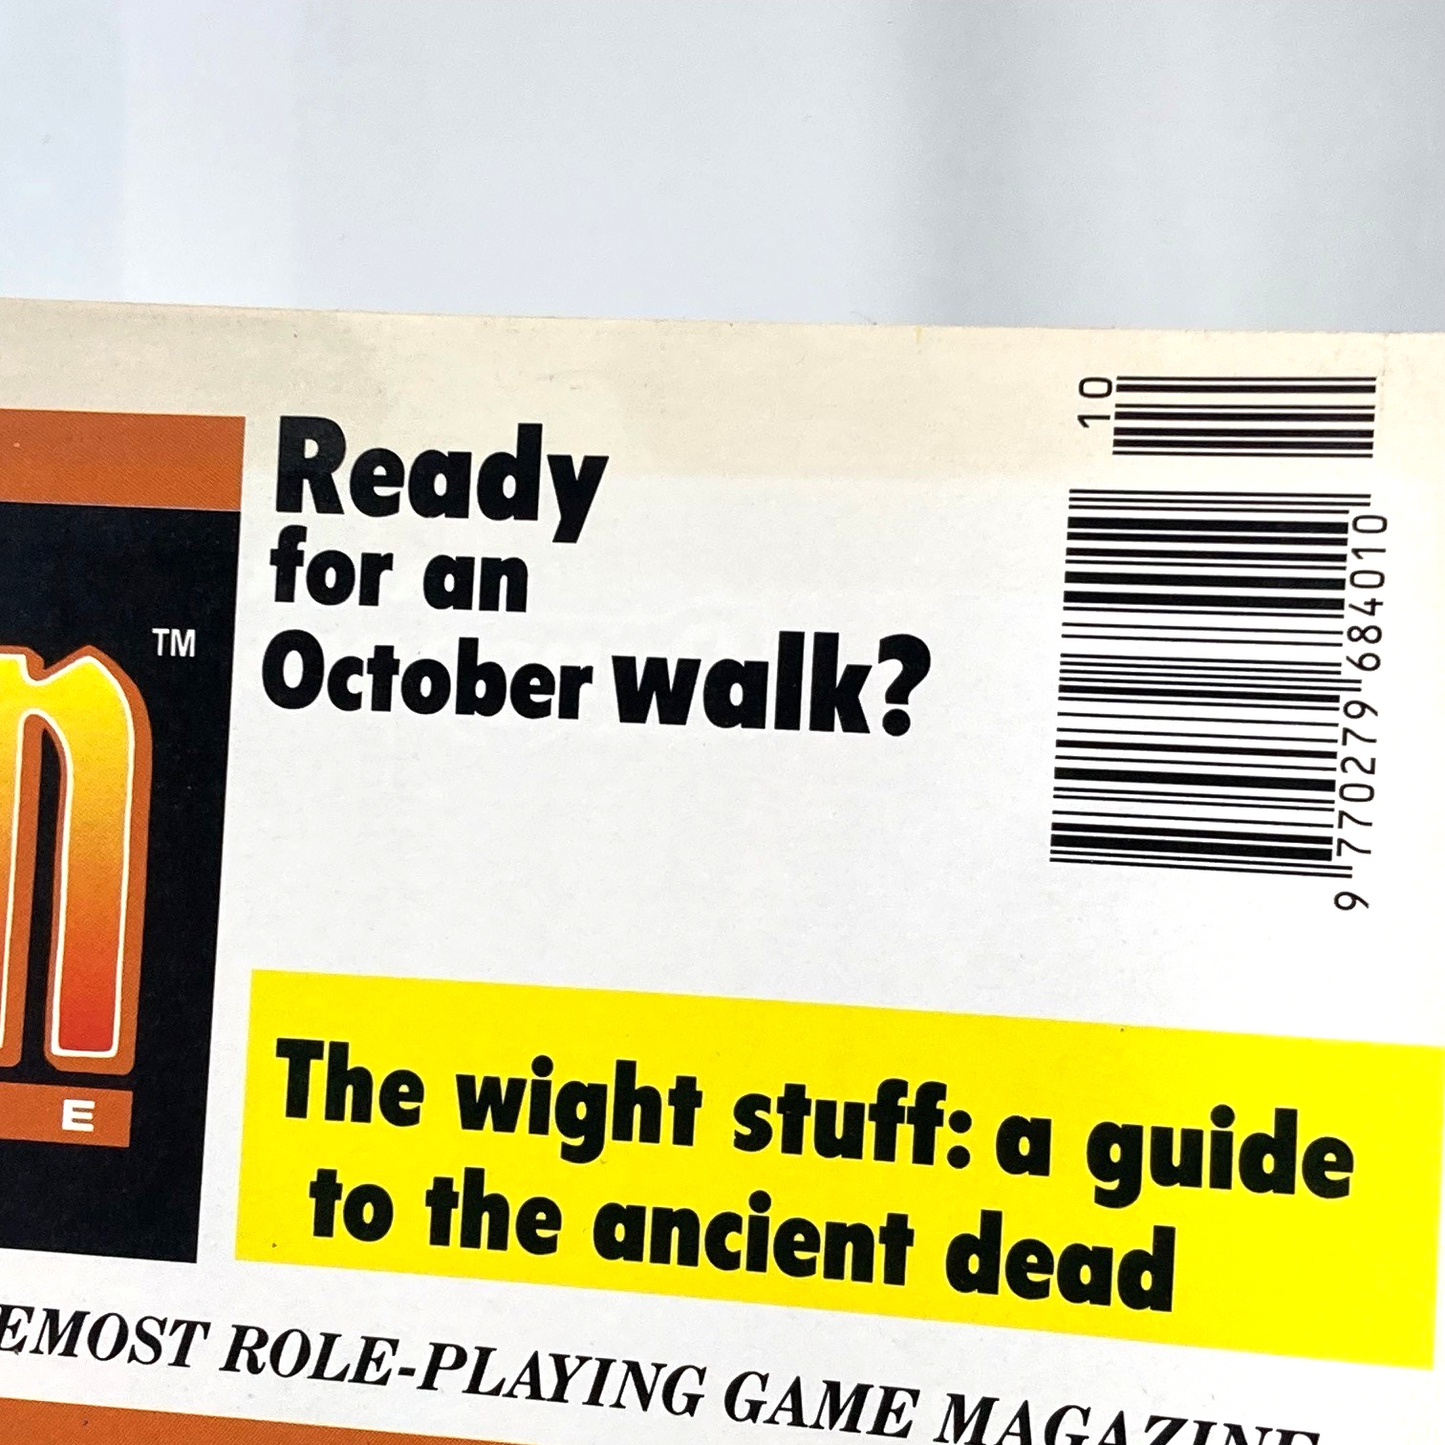 10
Ready
for an
October walk?
9 770279 684010
TM
n
E
The wight stuff: a guide
to the ancient dead
EMOST ROLE-PLAYING GAME MAGAZINE